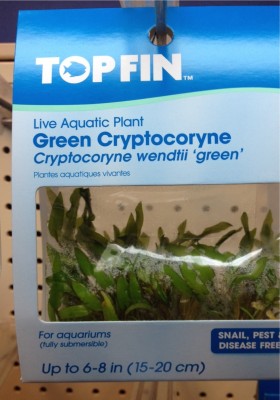 TOPFIN™
Live Aquatic Plant
Green Cryptocoryne
Cryptocoryne wendtii 'green'
Plantes aquatiques vivantes
For aquariums
(fully submersible)
SNAIL, PEST &
DISEASE FREE
Up to 6-8 in (15-20 cm)